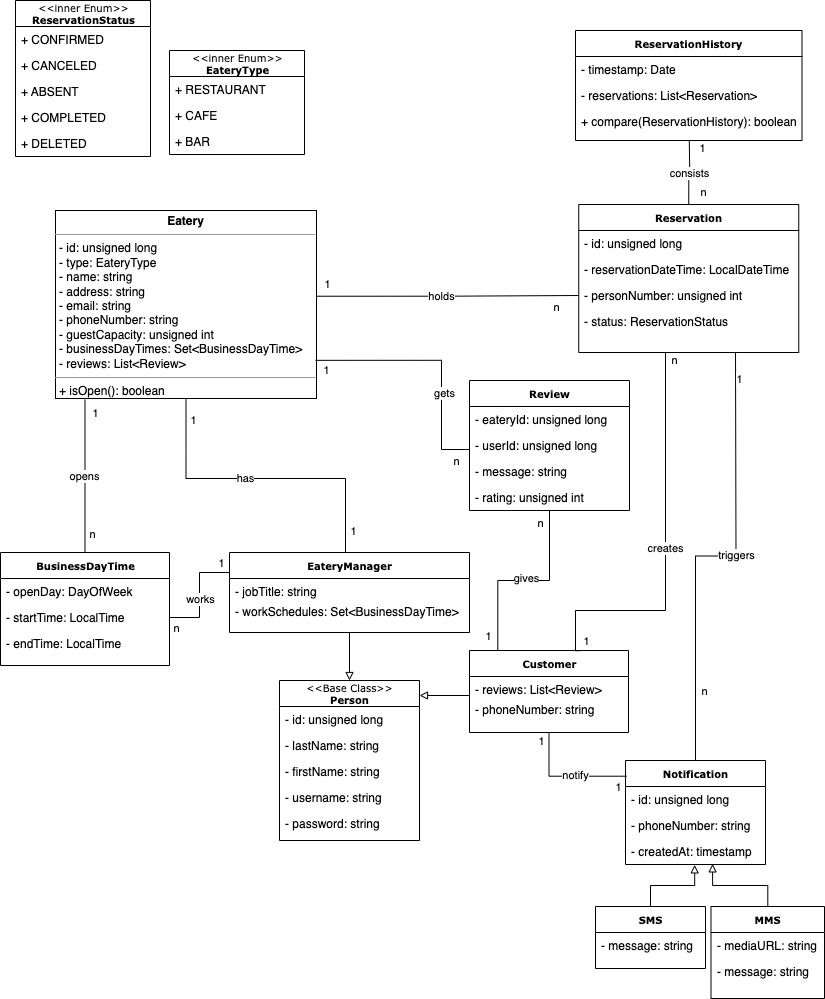 <<inner Enum>>
ReservationStatus
+ CONFIRMED
+ CANCELED
+ ABSENT
+ COMPLETED
+ DELETED
<<inner Enum>>
EateryType
+ RESTAURANT
+ CAFE
+ BAR
ReservationHistory
- timestamp: Date
- reservations: List<Reservation>
+ compare(ReservationHistory): boolean
1
consists
n
Eatery
- id: unsigned long
- type: EateryType
- name: string
- address: string
- email: string
- phoneNumber: string
- guestCapacity: unsigned int
- businessDayTimes: Set<BusinessDayTime>
- reviews: List<Review>
+ isOpen(): boolean
1
holds
n
Reservation
- id: unsigned long
- reservationDateTime: LocalDateTime
- personNumber: unsigned int
- status: ReservationStatus
1
gets
n
Review
- eateryId: unsigned long
- userId: unsigned long
- message: string
- rating: unsigned int
n
1
1
opens
n
1
has
1
n
gives
1
creates
1
triggers
n
BusinessDayTime
- openDay: DayOfWeek
- startTime: LocalTime
- endTime: LocalTime
1
works
n
EateryManager
- jobTitle: string
- workSchedules: Set<BusinessDayTime>
Customer
- reviews: List<Review>
- phoneNumber: string
<<Base Class>>
Person
- id: unsigned long
- lastName: string
- firstName: string
- username: string
- password: string
1
notify
1
Notification
- id: unsigned long
- phoneNumber: string
- createdAt: timestamp
SMS
- message: string
MMS
- mediaURL: string
- message: string